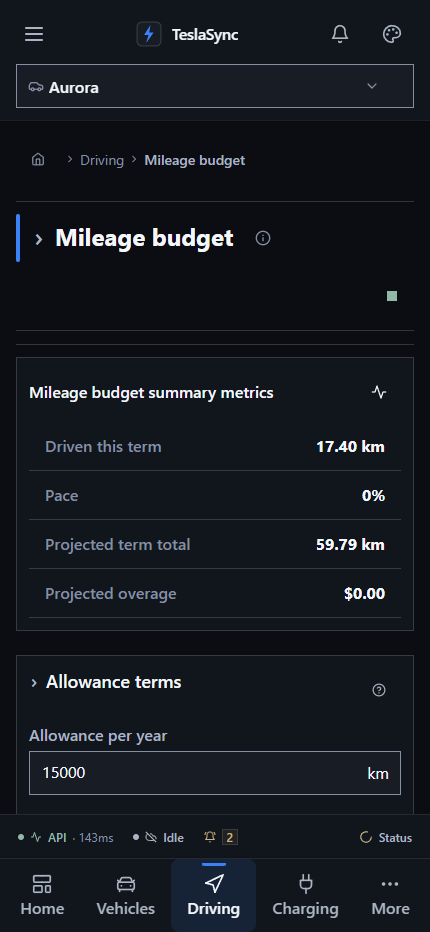 TeslaSync
Aurora
Driving Mileage budget
Mileage budget
Mileage budget summary metrics
Driven this term 17.40 km
Pace 0%
Projected term total 59.79 km
Projected overage $0.00
Allowance terms
Allowance per year
15000 km
API · 143ms Idle 2 Status
Home Vehicles Driving Charging More